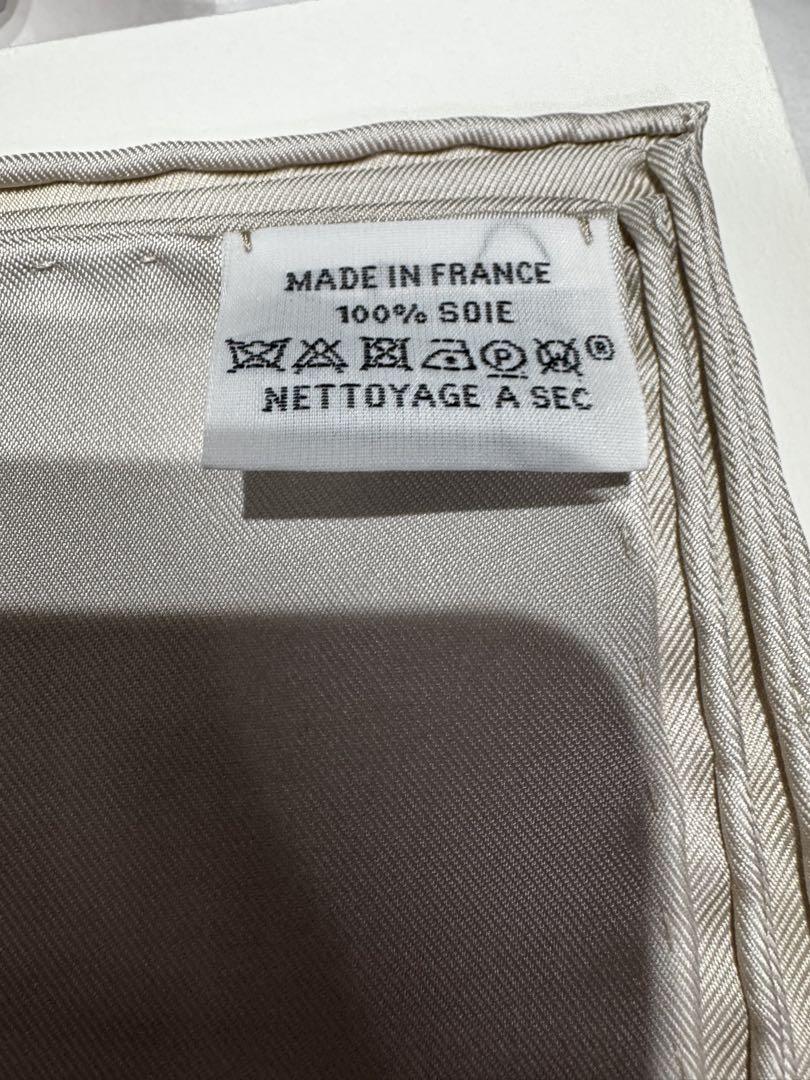 MADE IN FRANCE
100% SOIE
P W ®
NETTOYAGE A SEC